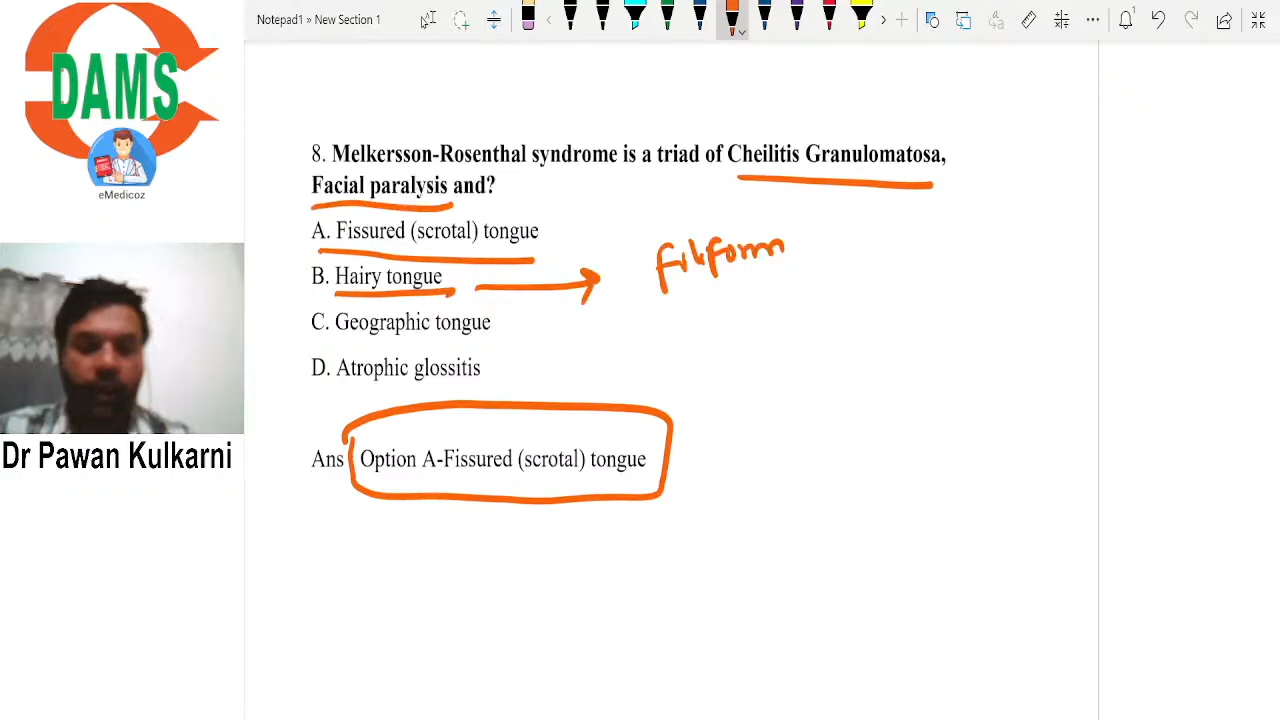 Notepad1 » New Section 1
DAMS
eMedicoz
8. Melkersson-Rosenthal syndrome is a triad of Cheilitis Granulomatosa,
Facial paralysis and?
A. Fissured (scrotal) tongue
B. Hairy tongue
filiform
C. Geographic tongue
D. Atrophic glossitis
Ans Option A-Fissured (scrotal) tongue
Dr Pawan Kulkarni